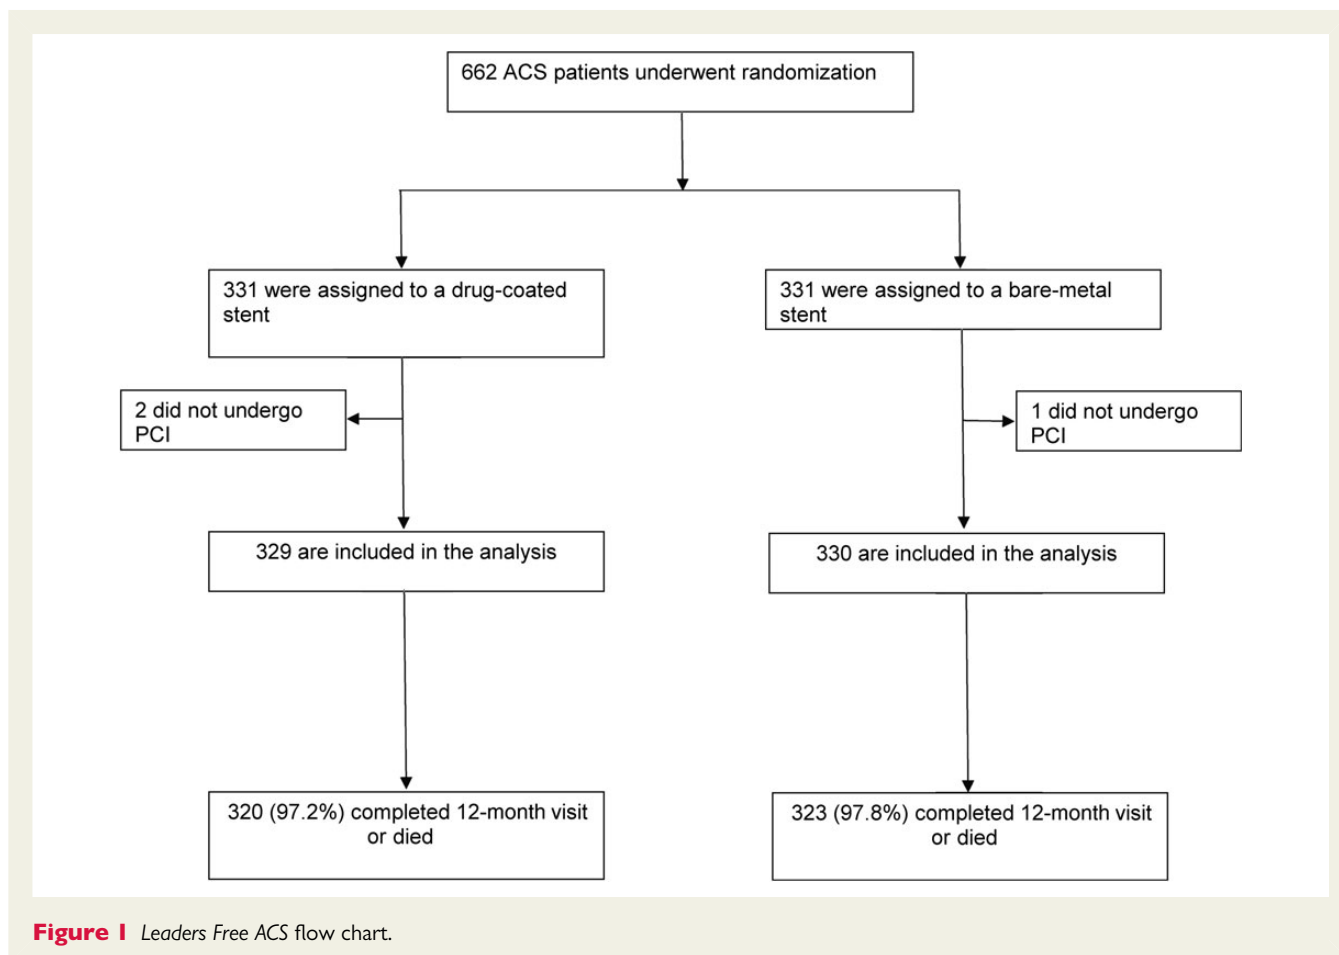 662 ACS patients underwent randomization
331 were assigned to a drug-coated
stent
331 were assigned to a bare-metal
stent
2 did not undergo
PCI
1 did not undergo
PCI
329 are included in the analysis
330 are included in the analysis
320 (97.2%) completed 12-month visit
or died
323 (97.8%) completed 12-month visit
or died
Figure 1 Leaders Free ACS flow chart.